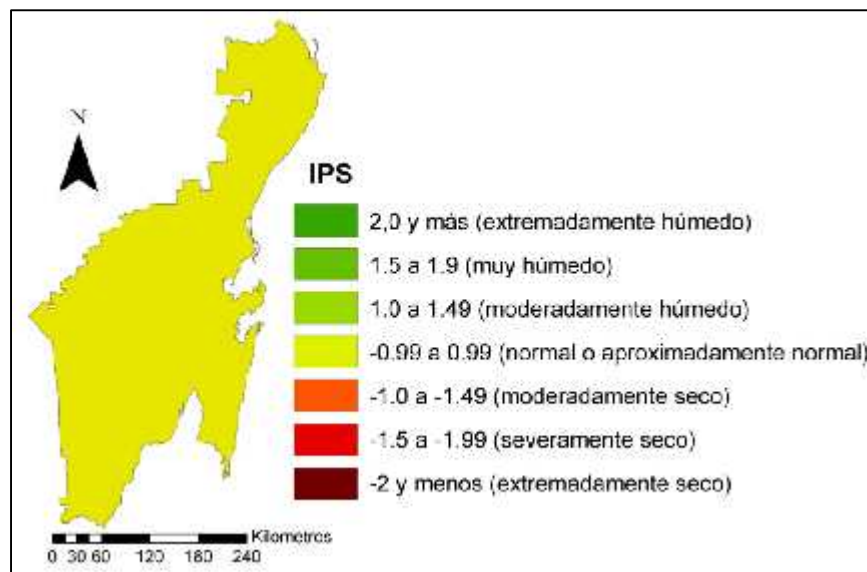 N
IPS
2,0 y más (extremadamente húmedo)
1.5 a 1.9 (muy húmedo)
1.0 a 1.49 (moderadamente húmedo)
-0.99 a 0.99 (normal o aproximadamente normal)
-1.0 a -1.49 (moderadamente seco)
-1.5 a -1.99 (severamente seco)
-2 y menos (extremadamente seco)
Kilometros
0 30 60 120 180 240